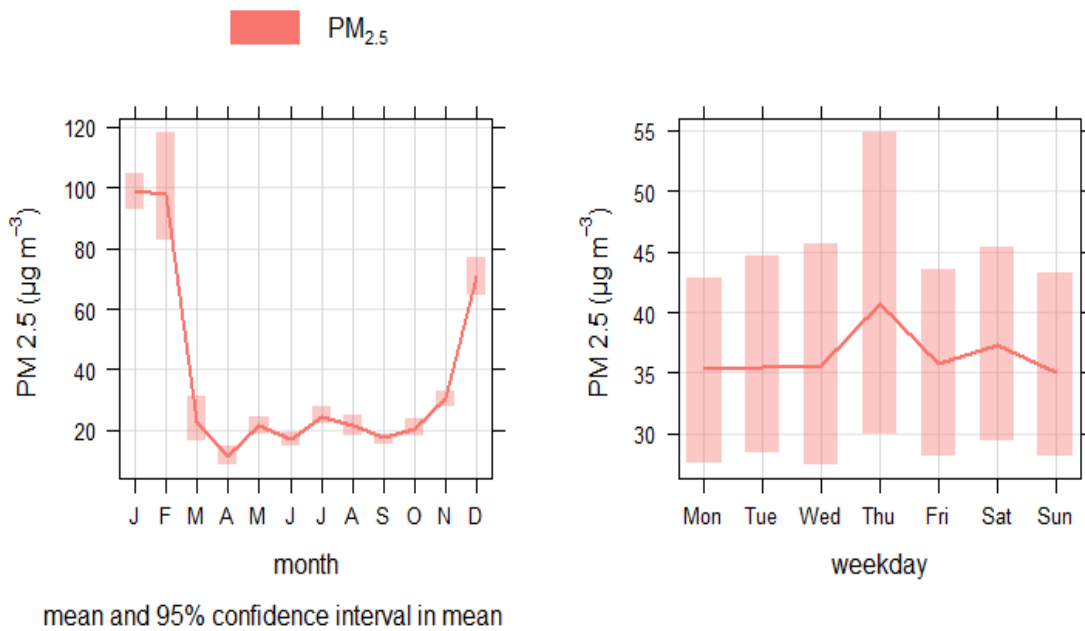 PM2.5
PM 2.5 (µg m−3)
120
100
80
60
40
20
J F M A M J J A S O N D
month
mean and 95% confidence interval in mean
PM 2.5 (µg m−3)
55
50
45
40
35
30
Mon Tue Wed Thu Fri Sat Sun
weekday